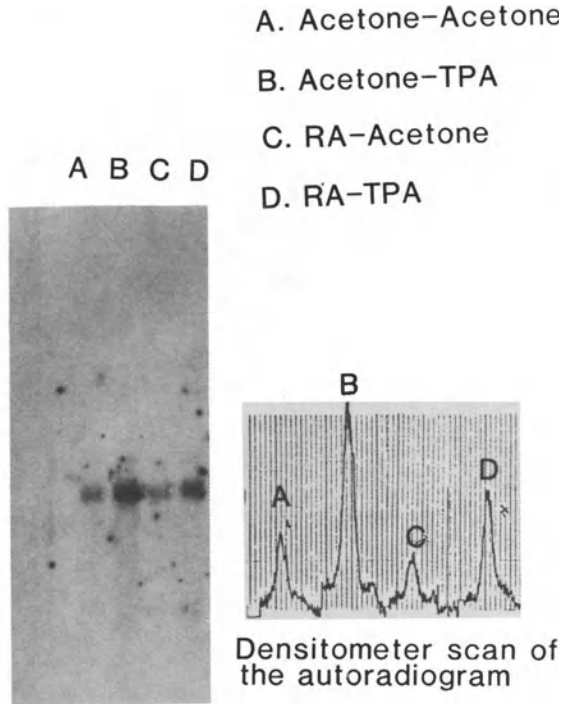 A. Acetone-Acetone
B. Acetone-TPA
C. RA-Acetone
D. RA-TPA
A B C D
A
B
C
D
Densitometer scan of
the autoradiogram